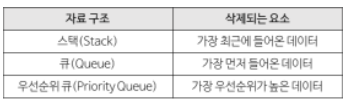 자료 구조 삭제되는 요소
스택(Stack) 가장 최근에 들어온 데이터
큐(Queue) 가장 먼저 들어온 데이터
우선순위 큐(Priority Queue) 가장 우선순위가 높은 데이터